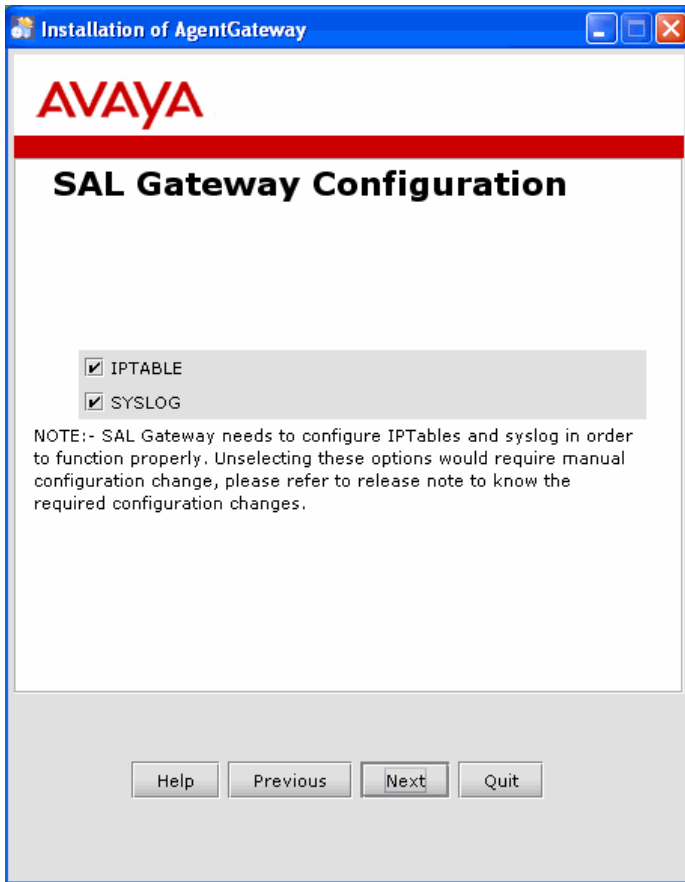 Installation of AgentGateway
AVAYA
SAL Gateway Configuration
IPTABLE
SYSLOG
NOTE:- SAL Gateway needs to configure IPTables and syslog in order
to function properly. Unselecting these options would require manual
configuration change, please refer to release note to know the
required configuration changes.
Help Previous Next Quit